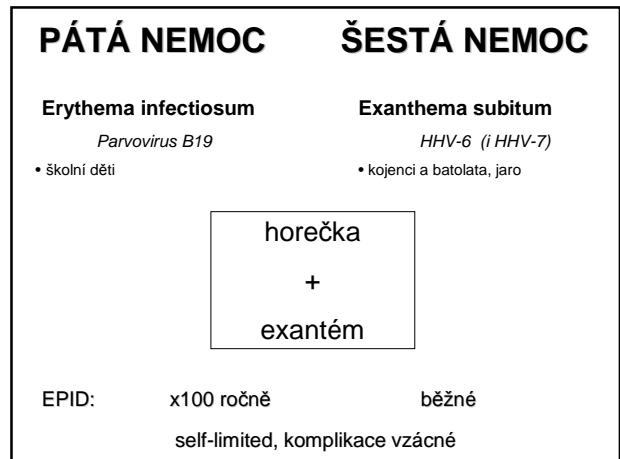 PÁTÁ NEMOC ŠESTÁ NEMOC
Erythema infectiosum Exanthema subitum
Parvovirus B19 HHV-6 (i HHV-7)
• školní děti • kojenci a batolata, jaro
horečka
+
exantém
EPID: x100 ročně běžné
self-limited, komplikace vzácné